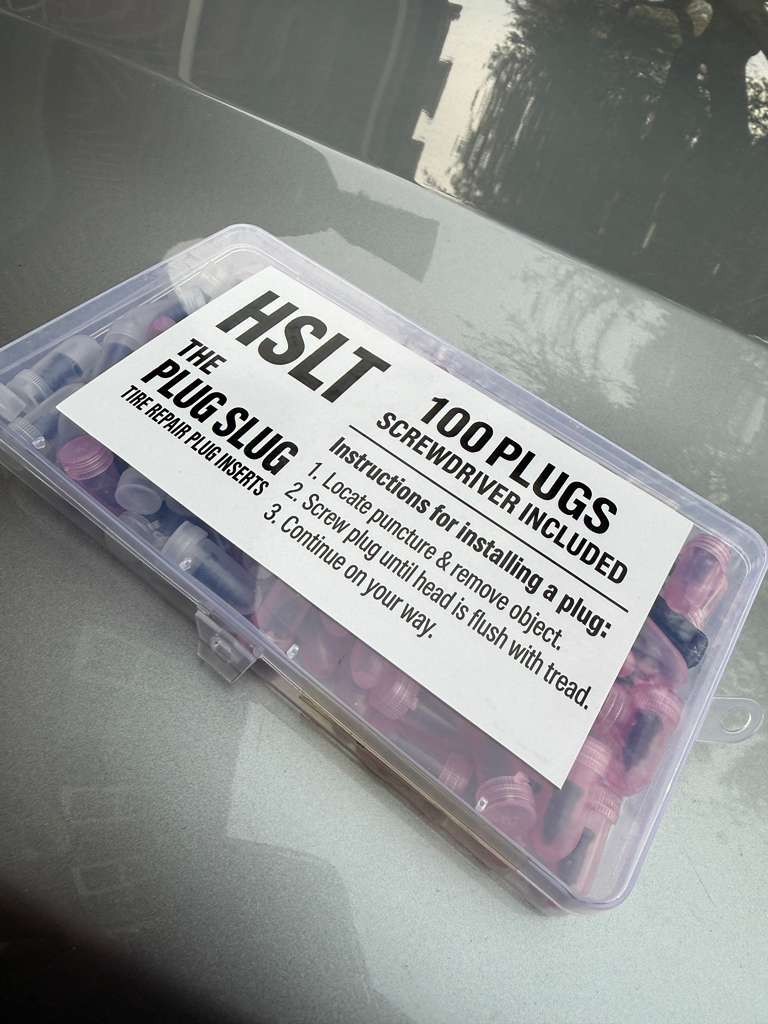 HSLT
THE
PLUG SLUG
TIRE REPAIR PLUG INSERTS
100 PLUGS
SCREWDRIVER INCLUDED
Instructions for installing a plug:
1. Locate puncture & remove object.
2. Screw plug until head is flush with tread.
3. Continue on your way.